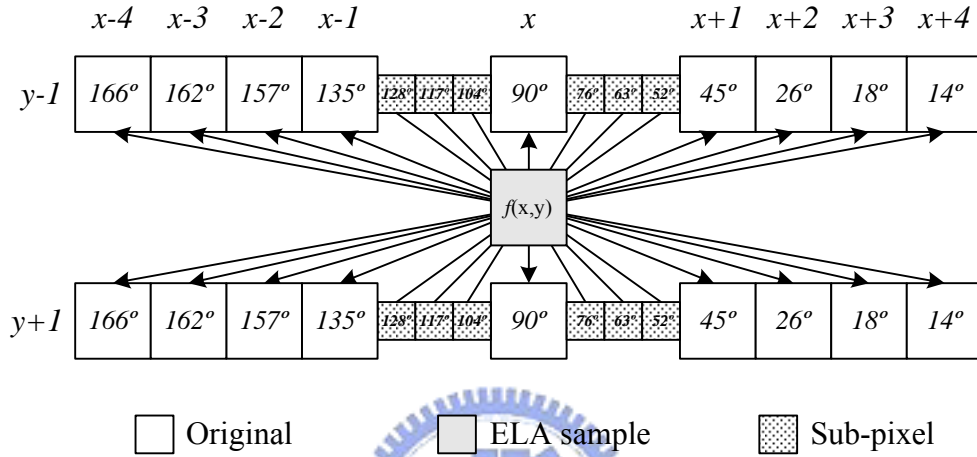 x-4 x-3 x-2 x-1 x x+1 x+2 x+3 x+4
y-1 166º 162º 157º 135º 128º 117º 104º 90º 76º 63º 52º 45º 26º 18º 14º
f(x,y)
y+1 166º 162º 157º 135º 128º 117º 104º 90º 76º 63º 52º 45º 26º 18º 14º
Original ELA sample Sub-pixel